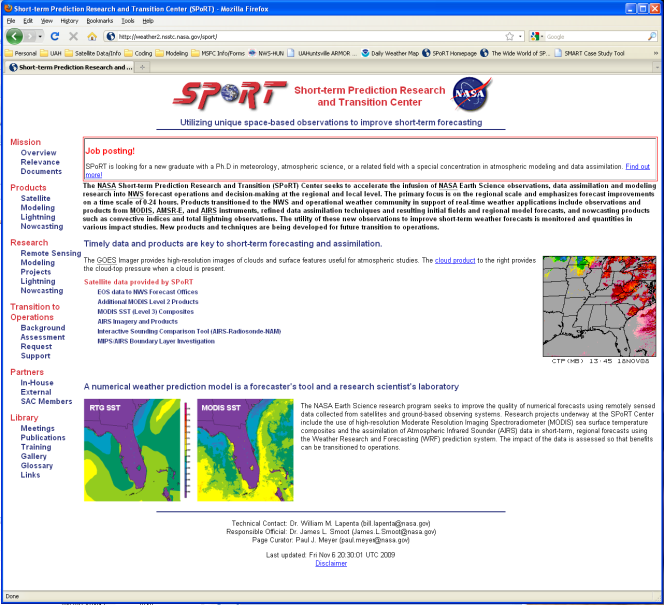 Short-term Prediction Research and Transition Center (SPoRT) - Mozilla Firefox
File Edit View History Bookmarks Tools Help
http://weather2.nsstc.nasa.gov/sport/
Google
Personal UAH Satellite Data/Info Coding Modeling MSFC Info/Forms NWS-HUN UAHuntsville ARMOR ... Daily Weather Map SPoRT Homepage The Wide World of SP... SMART Case Study Tool »
Short-term Prediction Research and ...
SPoRT
Short-term Prediction Research
and Transition Center
NASA
Utilizing unique space-based observations to improve short-term forecasting
Mission
Overview
Relevance
Documents
Products
Satellite
Modeling
Lightning
Nowcasting
Research
Remote Sensing
Modeling
Projects
Lightning
Nowcasting
Transition to
Operations
Background
Assessment
Request
Support
Partners
In-House
External
SAC Members
Library
Meetings
Publications
Training
Gallery
Glossary
Links
Job posting!
SPoRT is looking for a new graduate with a Ph.D in meteorology, atmospheric science, or a related field with a special concentration in atmospheric modeling and data assimilation. Find out
more!
The NASA Short-term Prediction Research and Transition (SPoRT) Center seeks to accelerate the infusion of NASA Earth Science observations, data assimilation and modeling
research into NWS forecast operations and decision-making at the regional and local level. The primary focus is on the regional scale and emphasizes forecast improvements
on a time scale of 0-24 hours. Products transitioned to the NWS and operational weather community in support of real-time weather applications include observations and
products from MODIS, AMSR-E, and AIRS instruments, refined data assimilation techniques and resulting initial fields and regional model forecasts, and nowcasting products
such as convective indices and total lightning observations. The utility of these new observations to improve short-term weather forecasts is monitored and quantities in
various impact studies. New products and techniques are being developed for future transition to operations.
Timely data and products are key to short-term forecasting and assimilation.
The GOES Imager provides high-resolution images of clouds and surface features useful for atmospheric studies. The cloud product to the right provides
the cloud-top pressure when a cloud is present.
Satellite data provided by SPoRT
EOS data to NWS Forecast Offices
Additional MODIS Level 2 Products
MODIS SST (Level 3) Composites
AIRS Imagery and Products
Interactive Sounding Comparison Tool (AIRS-Radiosonde-NAM)
MIPS/AIRS Boundary Layer Investigation
CTP(MB) 13:45 18NOV08
A numerical weather prediction model is a forecaster's tool and a research scientist's laboratory
RTG SST
MODIS SST
The NASA Earth Science research program seeks to improve the quality of numerical forecasts using remotely sensed
data collected from satellites and ground-based observing systems. Research projects underway at the SPoRT Center
include the use of high-resolution Moderate Resolution Imaging Spectroradiometer (MODIS) sea surface temperature
composites and the assimilation of Atmospheric Infrared Sounder (AIRS) data in short-term, regional forecasts using
the Weather Research and Forecasting (WRF) prediction system. The impact of the data is assessed so that benefits
can be transitioned to operations.
Technical Contact: Dr. William M. Lapenta (bill.lapenta@nasa.gov)
Responsible Official: Dr. James L. Smoot (James.L.Smoot@nasa.gov)
Page Curator: Paul J. Meyer (paul.meyer@nasa.gov)
Last updated: Fri Nov 6 20:30:01 UTC 2009
Disclaimer
Done